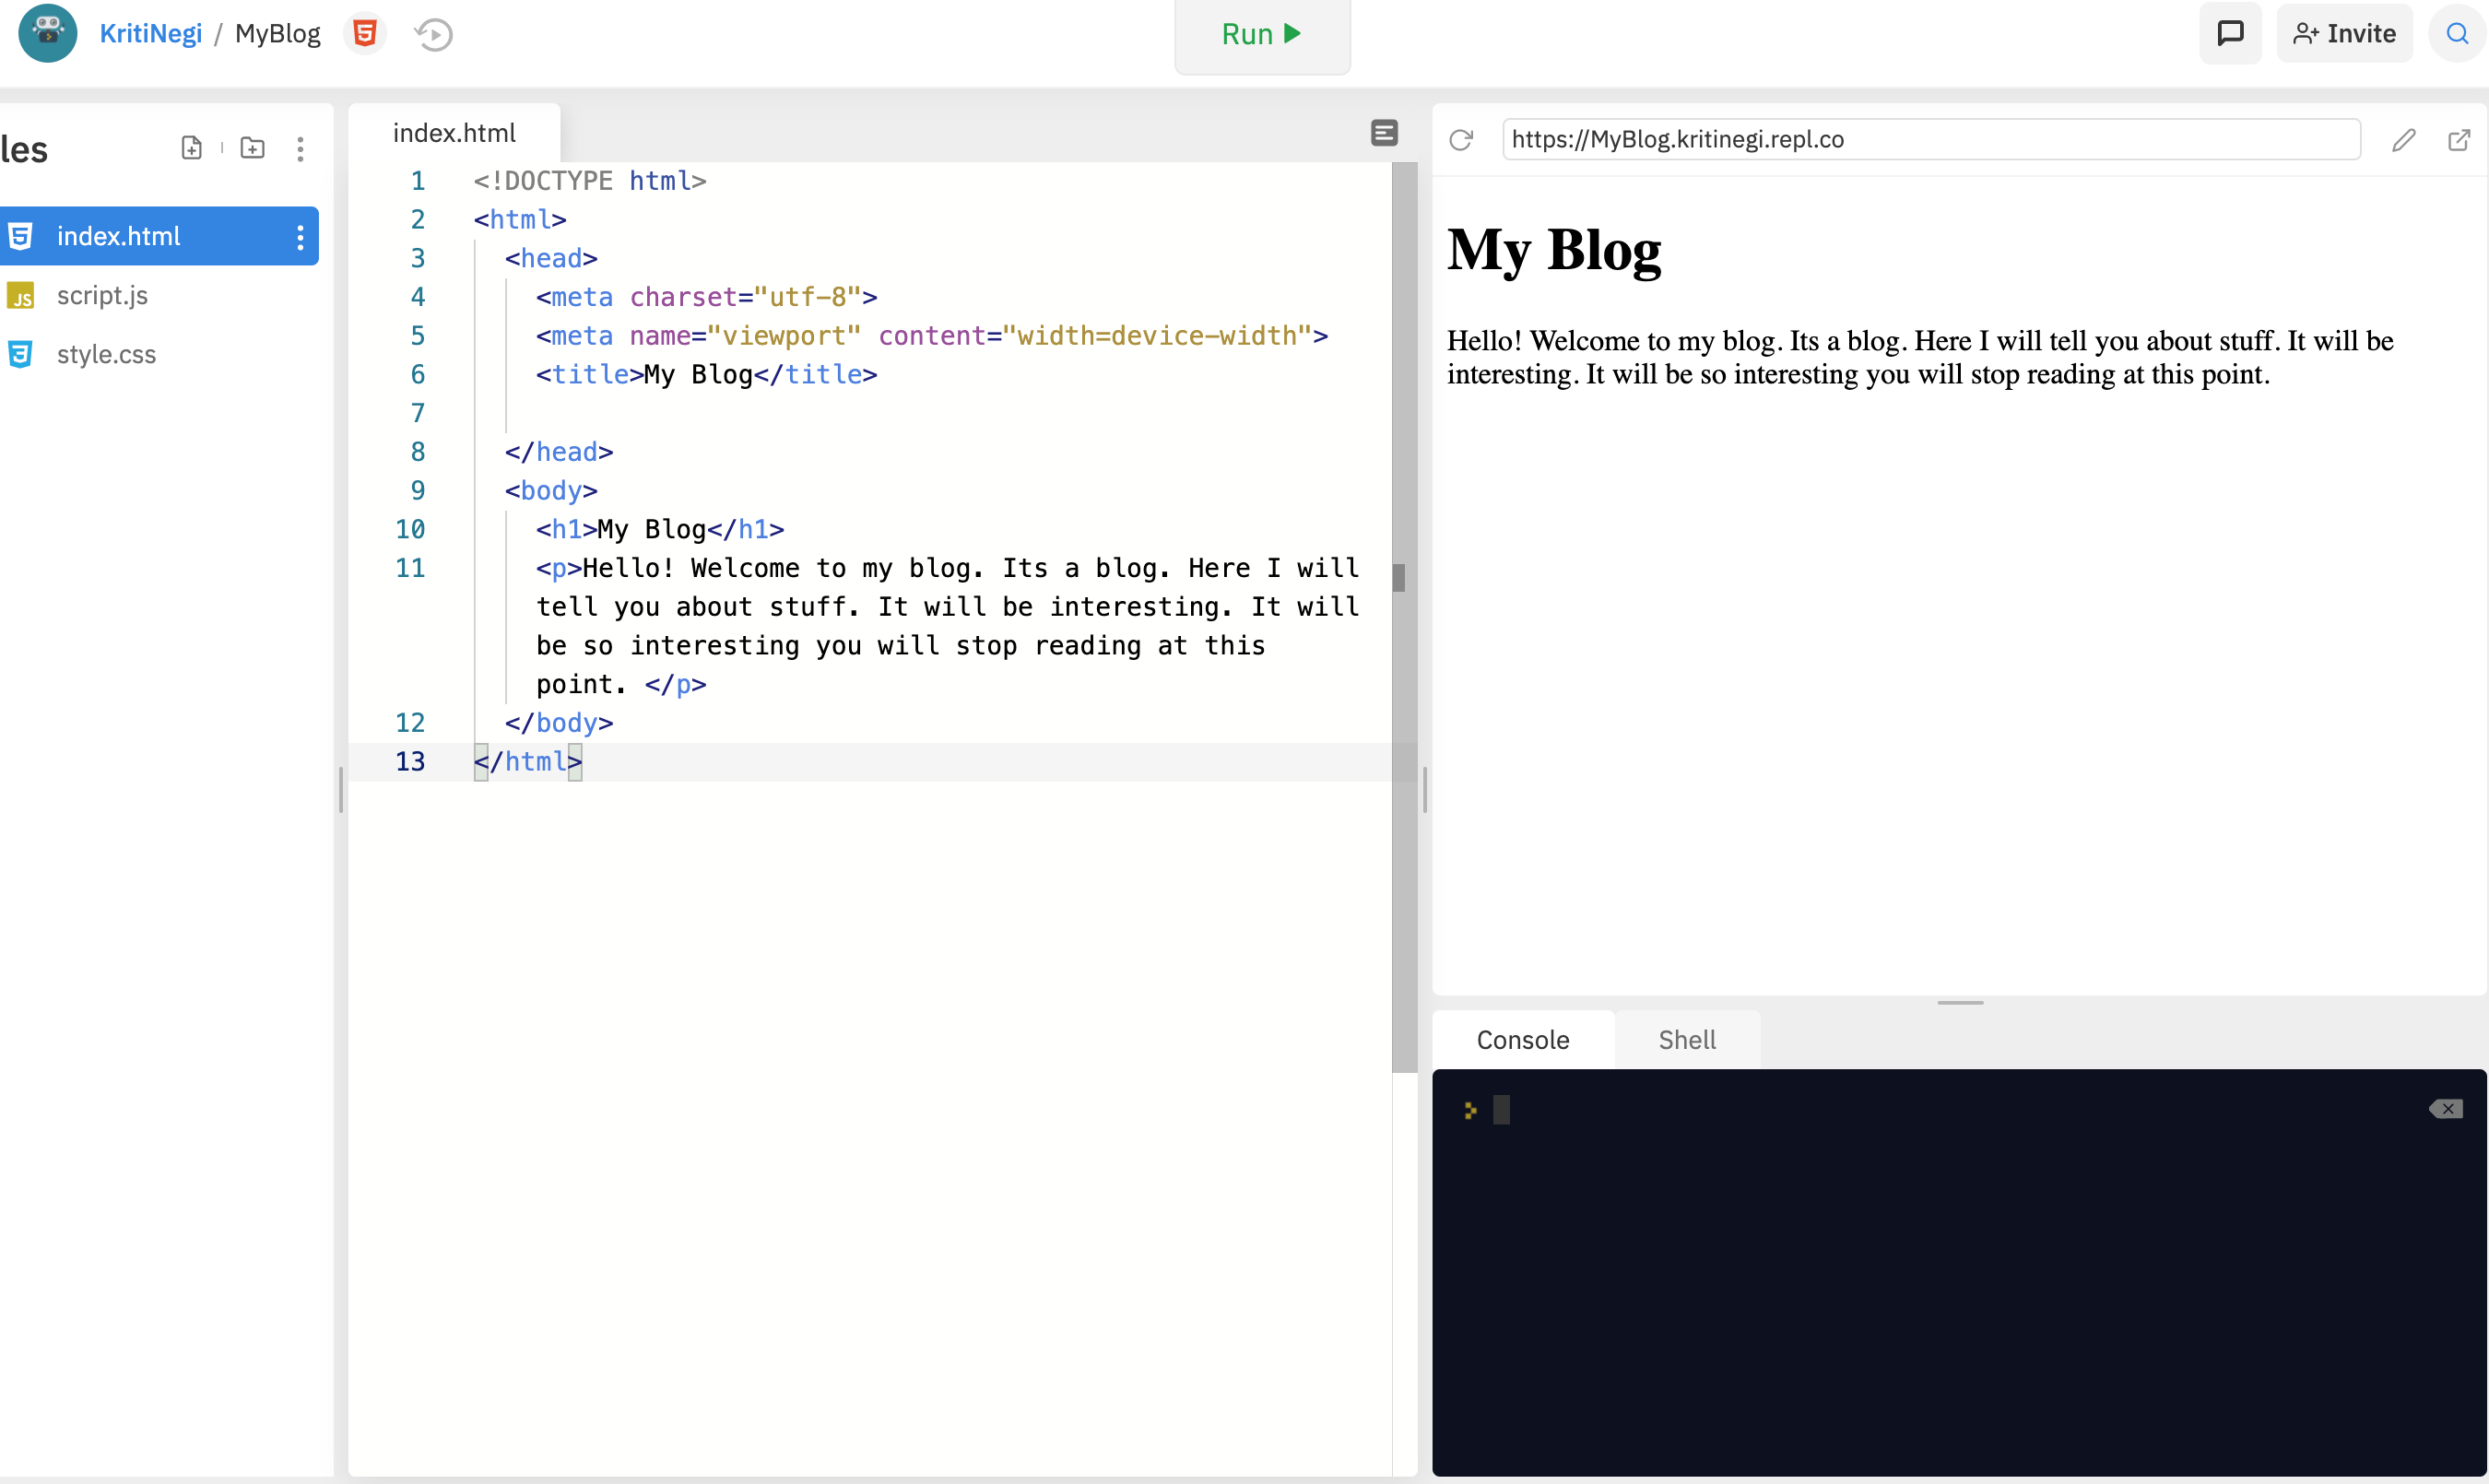 KritiNegi / MyBlog
Run
Invite
les
index.html
script.js
style.css
index.html
1 <!DOCTYPE html>
2 <html>
3 <head>
4 <meta charset="utf-8">
5 <meta name="viewport" content="width=device-width">
6 <title>My Blog</title>
7
8 </head>
9 <body>
10 <h1>My Blog</h1>
11 <p>Hello! Welcome to my blog. Its a blog. Here I will
tell you about stuff. It will be interesting. It will
be so interesting you will stop reading at this
point. </p>
12 </body>
13 </html>
https://MyBlog.kritinegi.repl.co
My Blog
Hello! Welcome to my blog. Its a blog. Here I will tell you about stuff. It will be
interesting. It will be so interesting you will stop reading at this point.
Console Shell